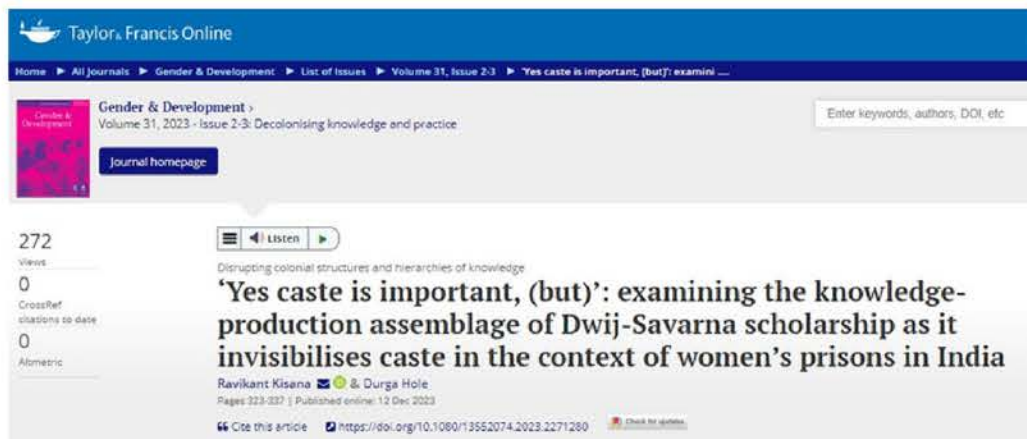 Taylor & Francis Online
Home ▶ All Journals ▶ Gender & Development ▶ List of Issues ▶ Volume 31, Issue 2-3 ▶ 'Yes caste is important, (but)': examini ....
Gender & Development ›
Volume 31, 2023 - Issue 2-3: Decolonising knowledge and practice
Enter keywords, authors, DOI, etc
Gender &
Development
Journal homepage
272
Views
0
CrossRef
citations to date
0
Altmetric
Listen
Disrupting colonial structures and hierarchies of knowledge
'Yes caste is important, (but)': examining the knowledge-
production assemblage of Dwij-Savarna scholarship as it
invisibilises caste in the context of women's prisons in India
Ravikant Kisana & Durga Hole
Pages 323-337 | Published online: 12 Dec 2023
Cite this article https://doi.org/10.1080/13552074.2023.2271280 Check for updates